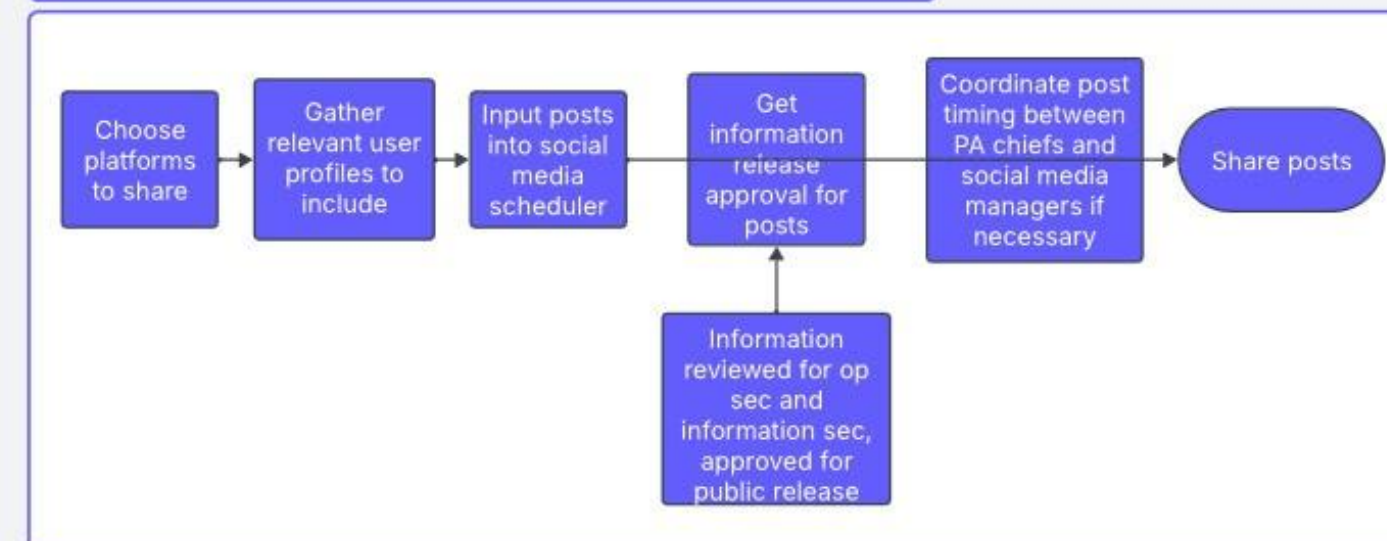 Choose
platforms
to share
Gather
relevant user
profiles to
include
Input posts
into social
media
scheduler
Get
information
release
approval for
posts
Coordinate post
timing between
PA chiefs and
social media
managers if
necessary
Share posts
Information
reviewed for op
sec and
information sec,
approved for
public release